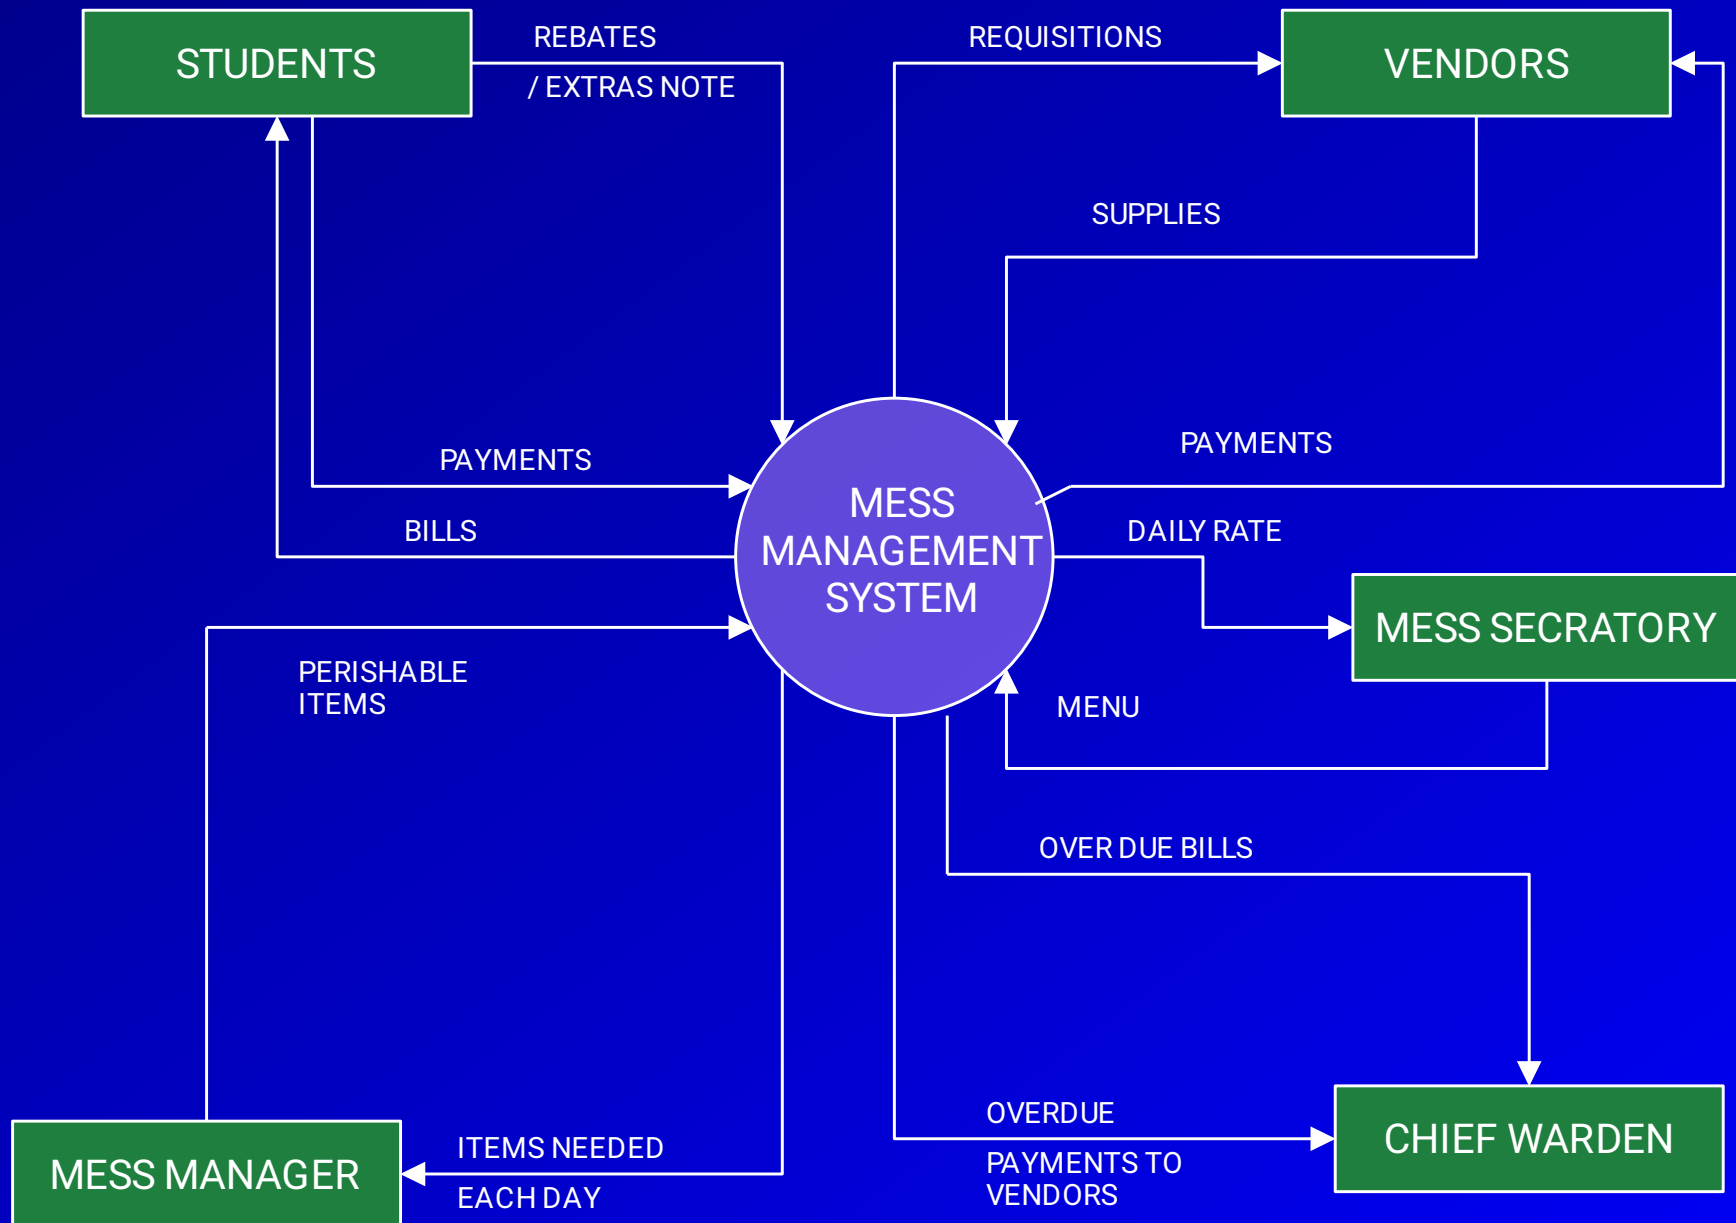 STUDENTS
REBATES
/ EXTRAS NOTE
REQUISITIONS
VENDORS
SUPPLIES
PAYMENTS
PAYMENTS
BILLS
MESS
MANAGEMENT
SYSTEM
DAILY RATE
MESS SECRATORY
PERISHABLE
ITEMS
MENU
OVER DUE BILLS
OVERDUE
PAYMENTS TO
VENDORS
CHIEF WARDEN
ITEMS NEEDED
EACH DAY
MESS MANAGER